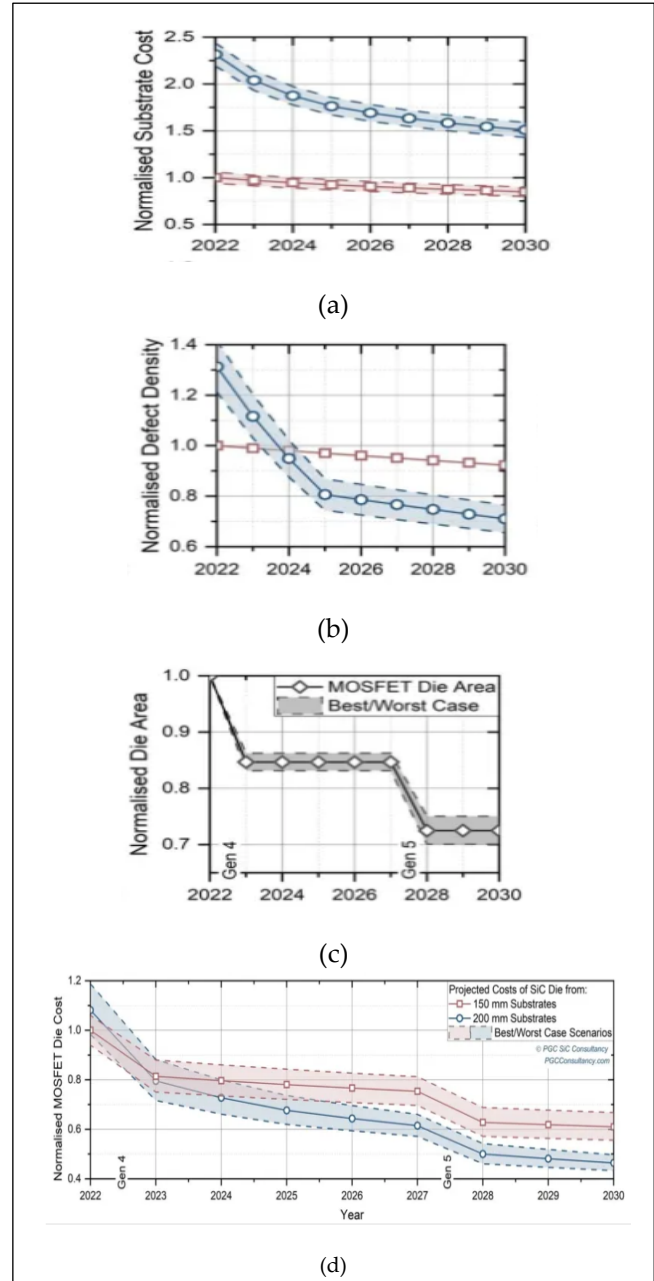 Normalised Substrate Cost
2.5
2.0
1.5
1.0
0.5
2022 2024 2026 2028 2030
(a)
Normalised Defect Density
1.4
1.2
1.0
0.8
0.6
2022 2024 2026 2028 2030
(b)
Normalised Die Area
1.0
0.9
0.8
0.7
MOSFET Die Area
Best/Worst Case
Gen 4
Gen 5
2022 2024 2026 2028 2030
(c)
Normalised MOSFET Die Cost
1.2
1.0
0.8
0.6
0.4
Projected Costs of SiC Die from:
150 mm Substrates
200 mm Substrates
Best/Worst Case Scenarios
© PGC SiC Consultancy
PGCConsultancy.com
Gen 4
Gen 5
2022 2023 2024 2025 2026 2027 2028 2029 2030
Year
(d)